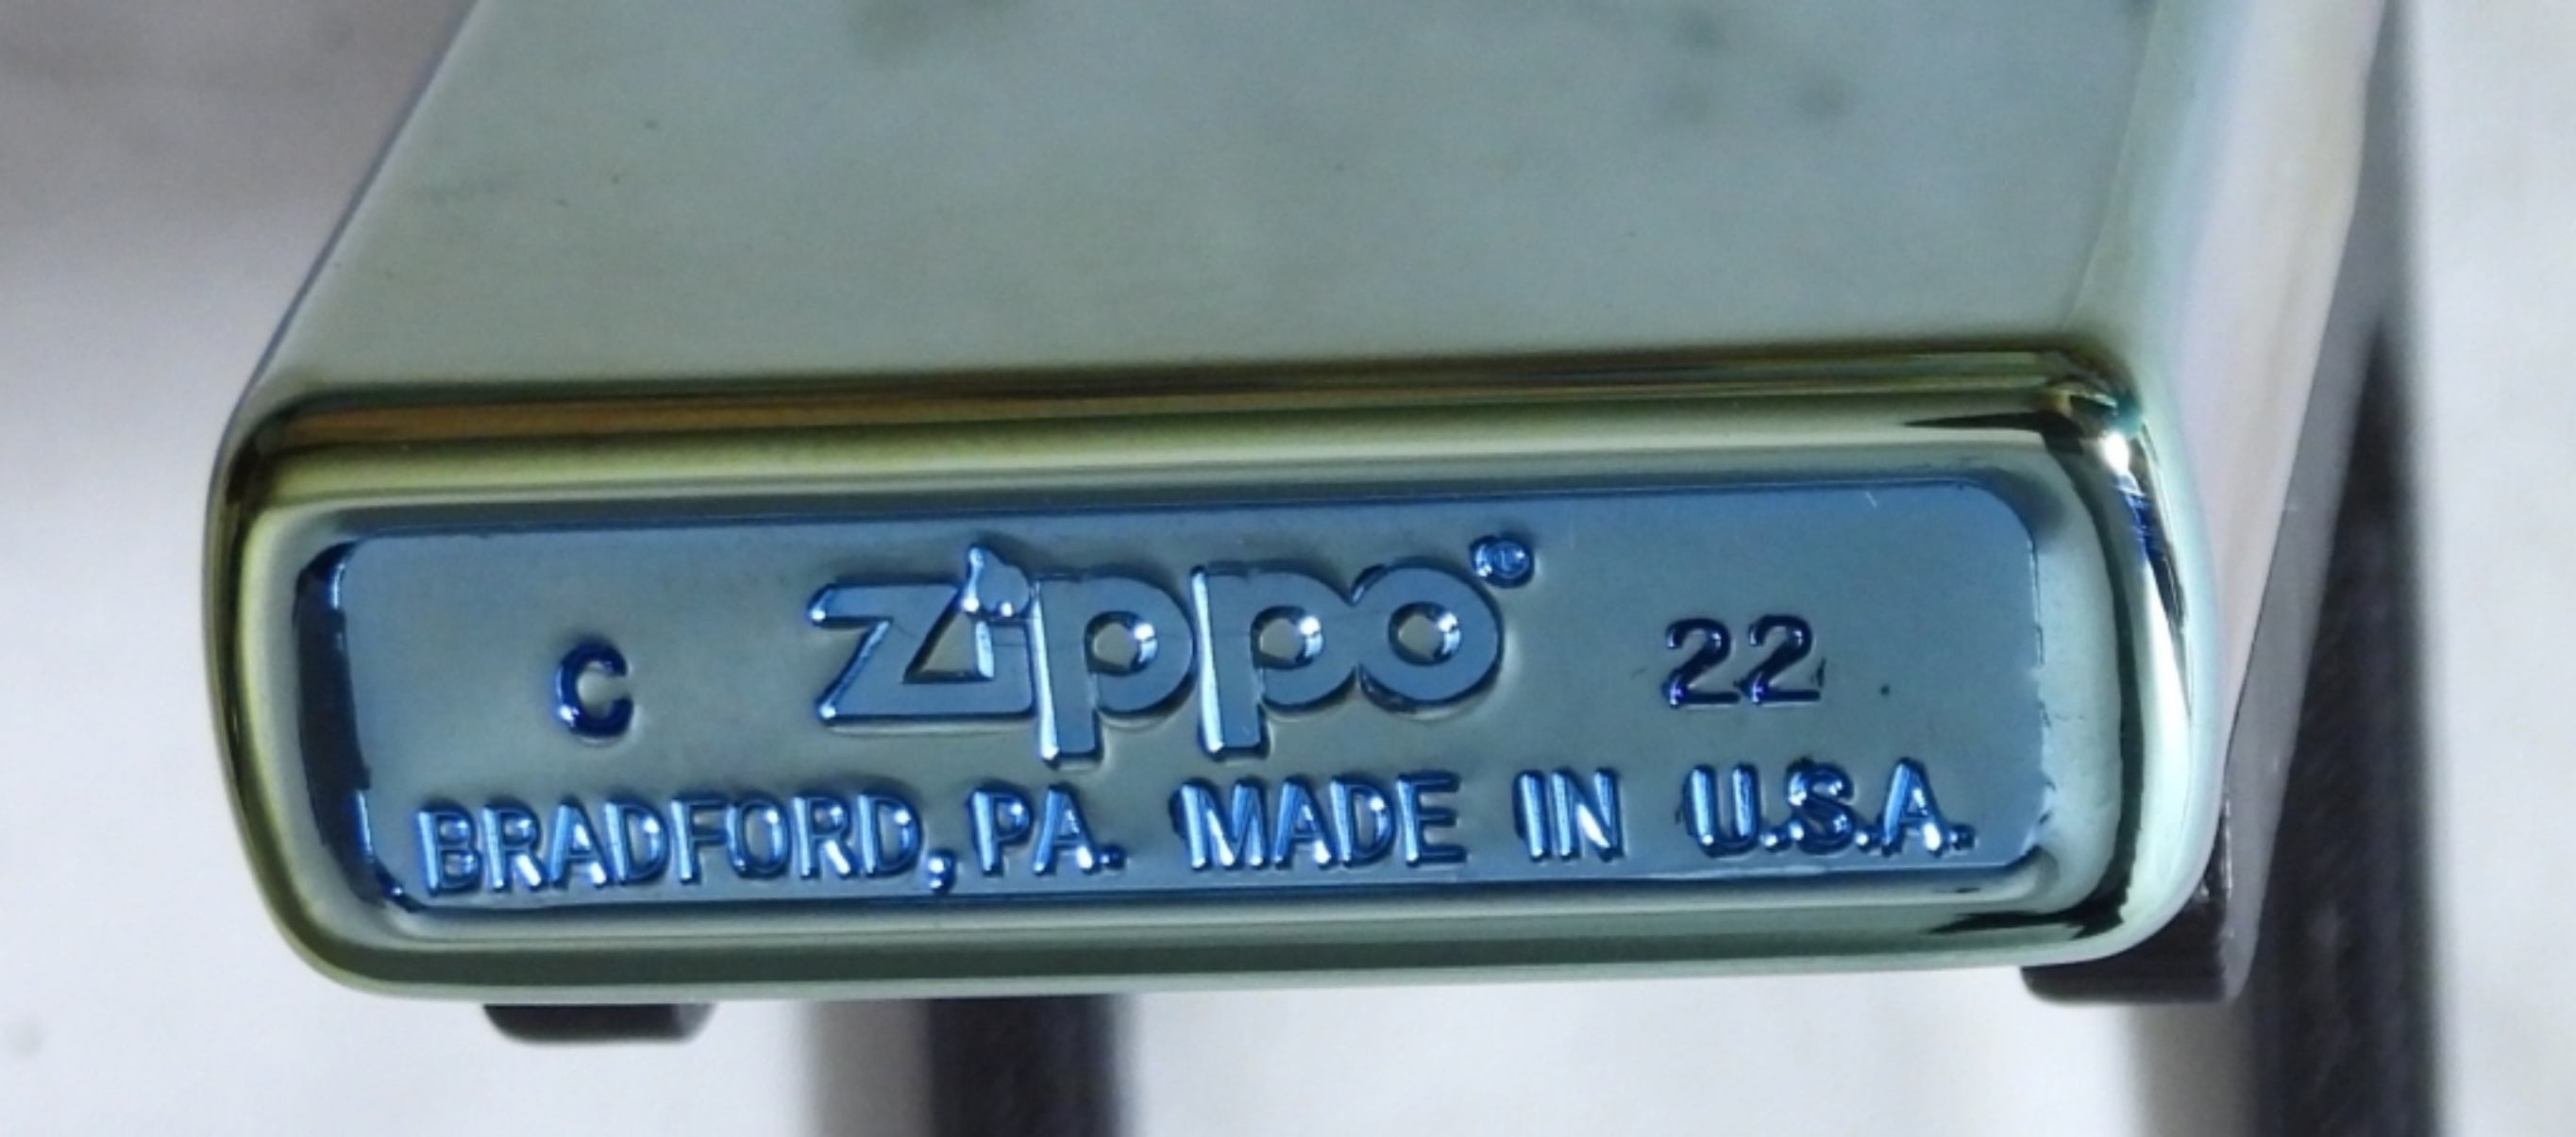 C zippo® 22
BRADFORD, PA. MADE IN U.S.A.